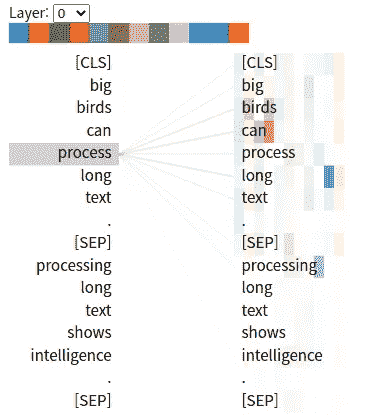 Layer: 0
[CLS] [CLS]
big big
birds birds
can can
process process
long long
text text
. .
[SEP] [SEP]
processing processing
long long
text text
shows shows
intelligence intelligence
. .
[SEP] [SEP]